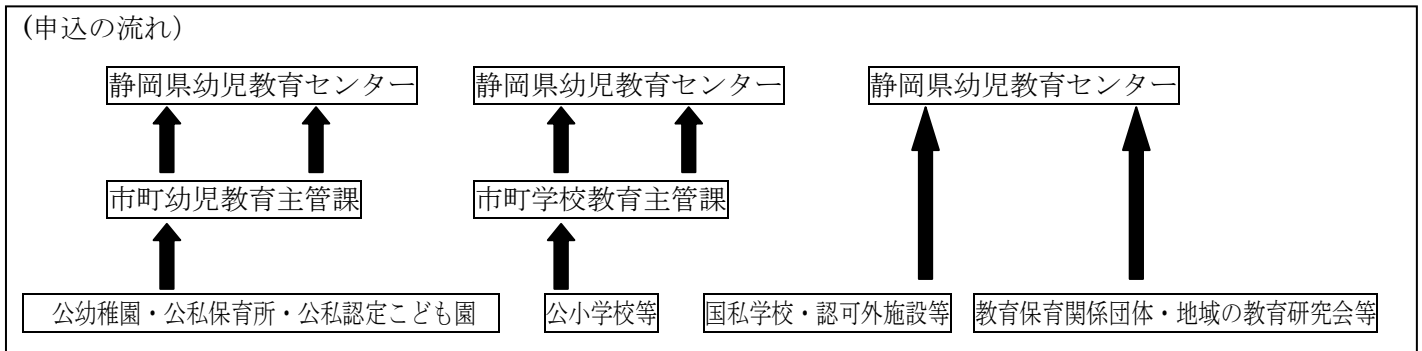 (申込の流れ)
静岡県幼児教育センター 静岡県幼児教育センター 静岡県幼児教育センター
市町幼児教育主管課 市町学校教育主管課
公幼稚園・公私保育所・公私認定こども園 公小学校等 国私学校・認可外施設等 教育保育関係団体・地域の教育研究会等